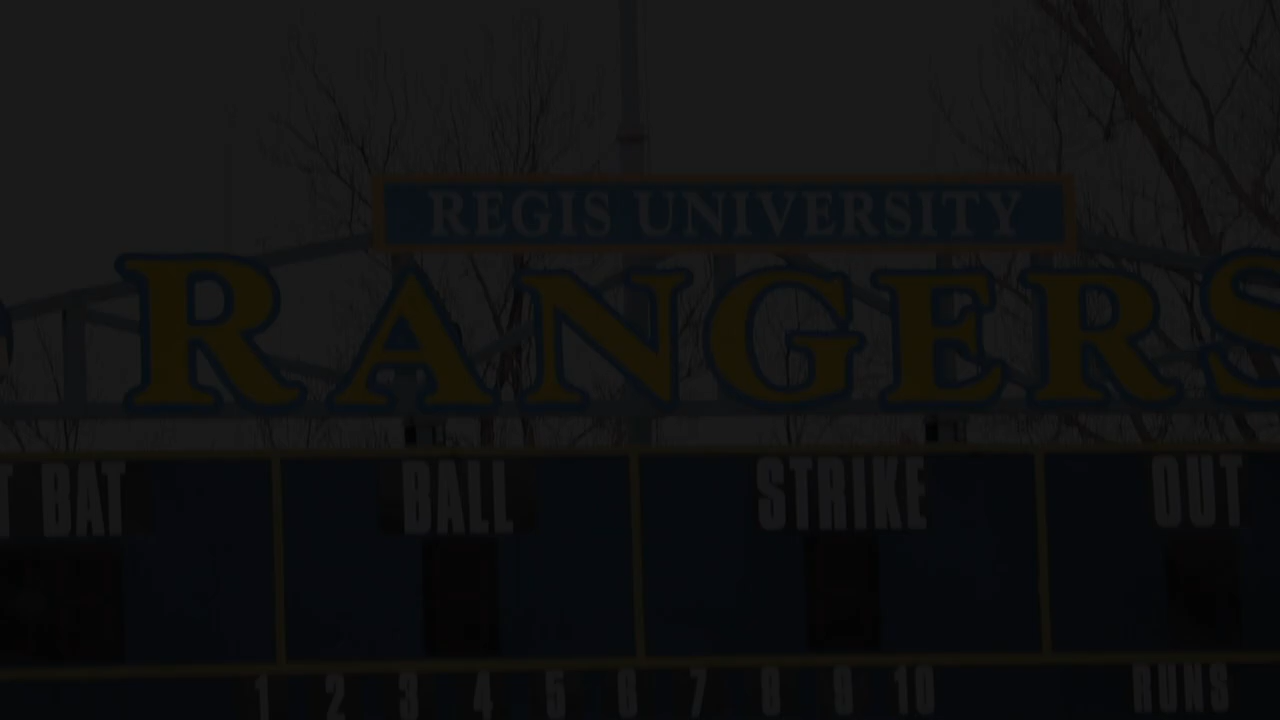 REGIS UNIVERSITY
RANGERS
T BAT BALL STRIKE OUT
1 2 3 4 5 6 7 8 9 10 RUNS